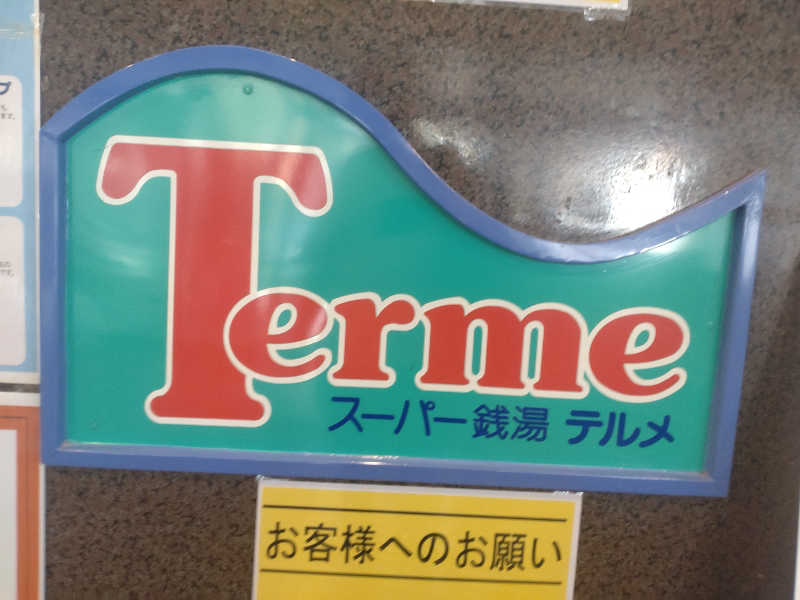 Terme
スーパー銭湯 テルメ
お客様へのお願い